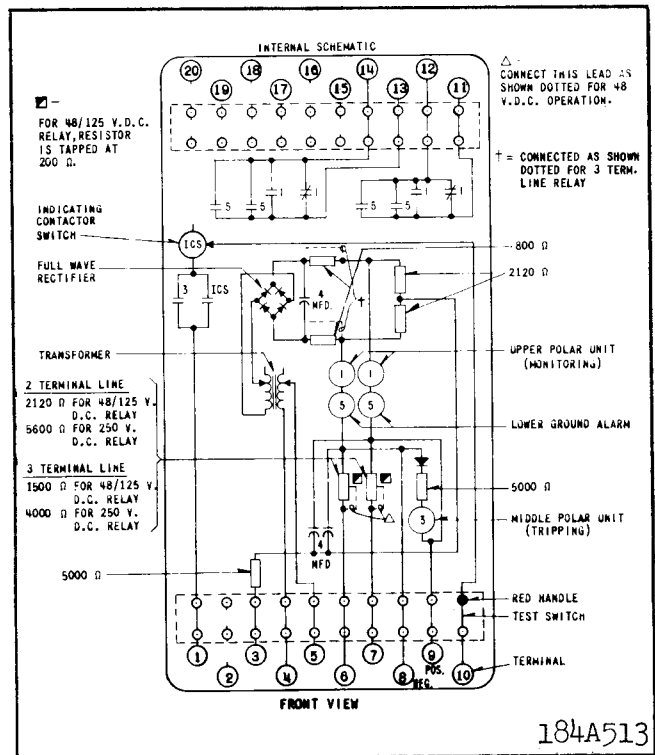 INTERNAL SCHEMATIC
20 18 16 14 12
19 17 15 13 11
◪ -
FOR 48/125 V.D.C.
RELAY, RESISTOR
IS TAPPED AT
200 Ω.
△ -
CONNECT THIS LEAD AS
SHOWN DOTTED FOR 48
V.D.C. OPERATION.
† = CONNECTED AS SHOWN
DOTTED FOR 3 TERM.
LINE RELAY
5 5 1 1
5 5 1 1
INDICATING
CONTACTOR
SWITCH
ICS
3 ICS
FULL WAVE
RECTIFIER
4
MFD.
†
800 Ω
2120 Ω
TRANSFORMER
UPPER POLAR UNIT
(MONITORING)
1 1
5 5
LOWER GROUND ALARM
2 TERMINAL LINE
2120 Ω FOR 48/125 V.
D.C. RELAY
5600 Ω FOR 250 V.
D.C. RELAY
3 TERMINAL LINE
1500 Ω FOR 48/125 V.
D.C. RELAY
4000 Ω FOR 250 V.
D.C. RELAY
5000 Ω
△
3
MIDDLE POLAR UNIT
(TRIPPING)
4
MFD
5000 Ω
RED HANDLE
TEST SWITCH
TERMINAL
1 3 5 7 9 POS.
2 4 6 8 NEG. 10
FRONT VIEW
184A513